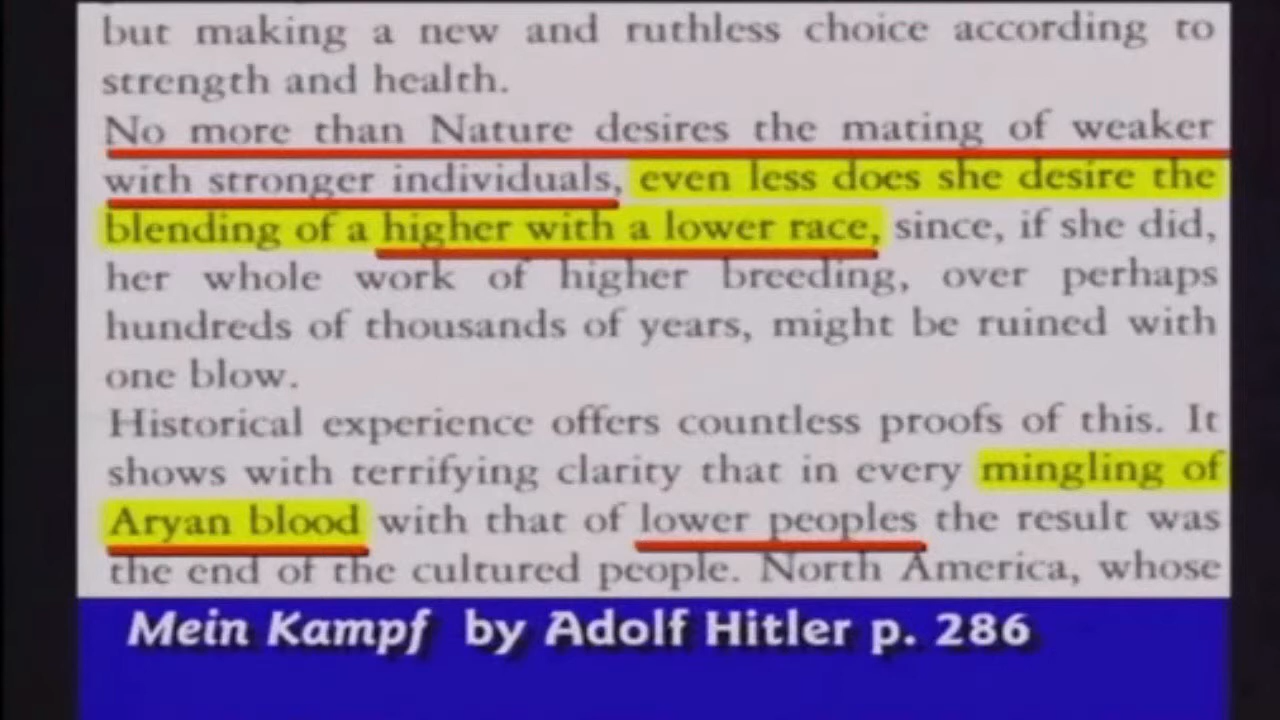 but making a new and ruthless choice according to
strength and health.
No more than Nature desires the mating of weaker
with stronger individuals, even less does she desire the
blending of a higher with a lower race, since, if she did,
her whole work of higher breeding, over perhaps
hundreds of thousands of years, might be ruined with
one blow.
Historical experience offers countless proofs of this. It
shows with terrifying clarity that in every mingling of
Aryan blood with that of lower peoples the result was
the end of the cultured people. North America, whose
Mein Kampf by Adolf Hitler p. 286